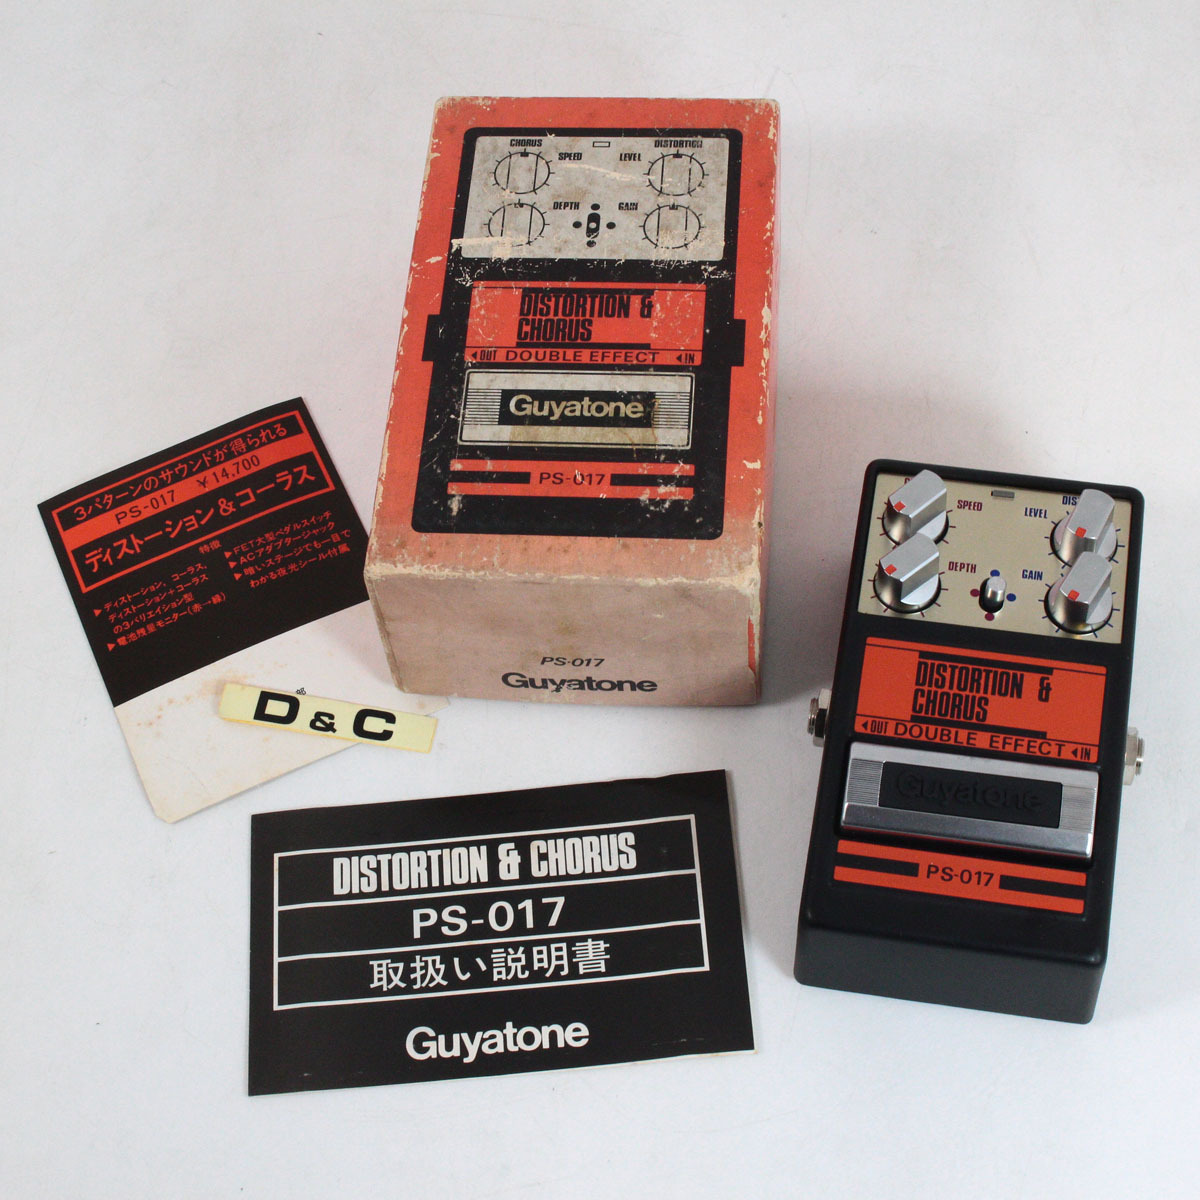 CHORUS
DISTORTION
SPEED
LEVEL
DEPTH
GAIN
DISTORTION &
CHORUS
◄OUT DOUBLE EFFECT ◄IN
Guyatone
PS-017
PS-017
Guyatone
3パターンのサウンドが得られる
PS-017 ¥14,700
ディストーション&コーラス
特徴
▶ディストーション、コーラス、
ディストーション+コーラス
の3バリエイション型
▶電池残量モニター(赤→緑)
▶FET大型ペダルスイッチ
▶ACアダプタージャック
▶暗いステージでも一目で
わかる夜光シール付属
D & C
DISTORTION & CHORUS
PS-017
取扱い説明書
Guyatone
SPEED
LEVEL
DEPTH
GAIN
DISTORTION &
CHORUS
◄OUT DOUBLE EFFECT ◄IN
Guyatone
PS-017